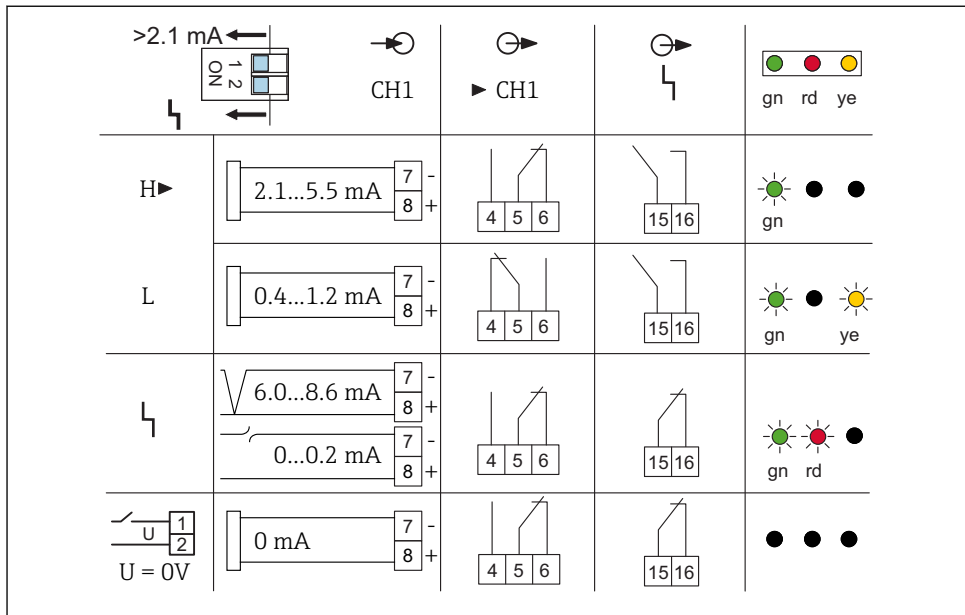 >2.1 mA
1 2
ON
CH1
► CH1
gn rd ye
H►
2.1...5.5 mA
7 -
8 +
4 5 6
15 16
gn
L
0.4...1.2 mA
7 -
8 +
4 5 6
15 16
gn ye
6.0...8.6 mA
7 -
8 +
0...0.2 mA
7 -
8 +
4 5 6
15 16
gn rd
U
1
2
U = 0V
0 mA
7 -
8 +
4 5 6
15 16